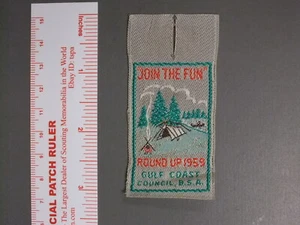 JOIN THE FUN
ROUND UP 1959
GULF COAST
COUNCIL, B.S.A.
CIAL PATCH RULER
The Largest Dealer of Scouting Memorabilia in the World
Ebay ID: tspa